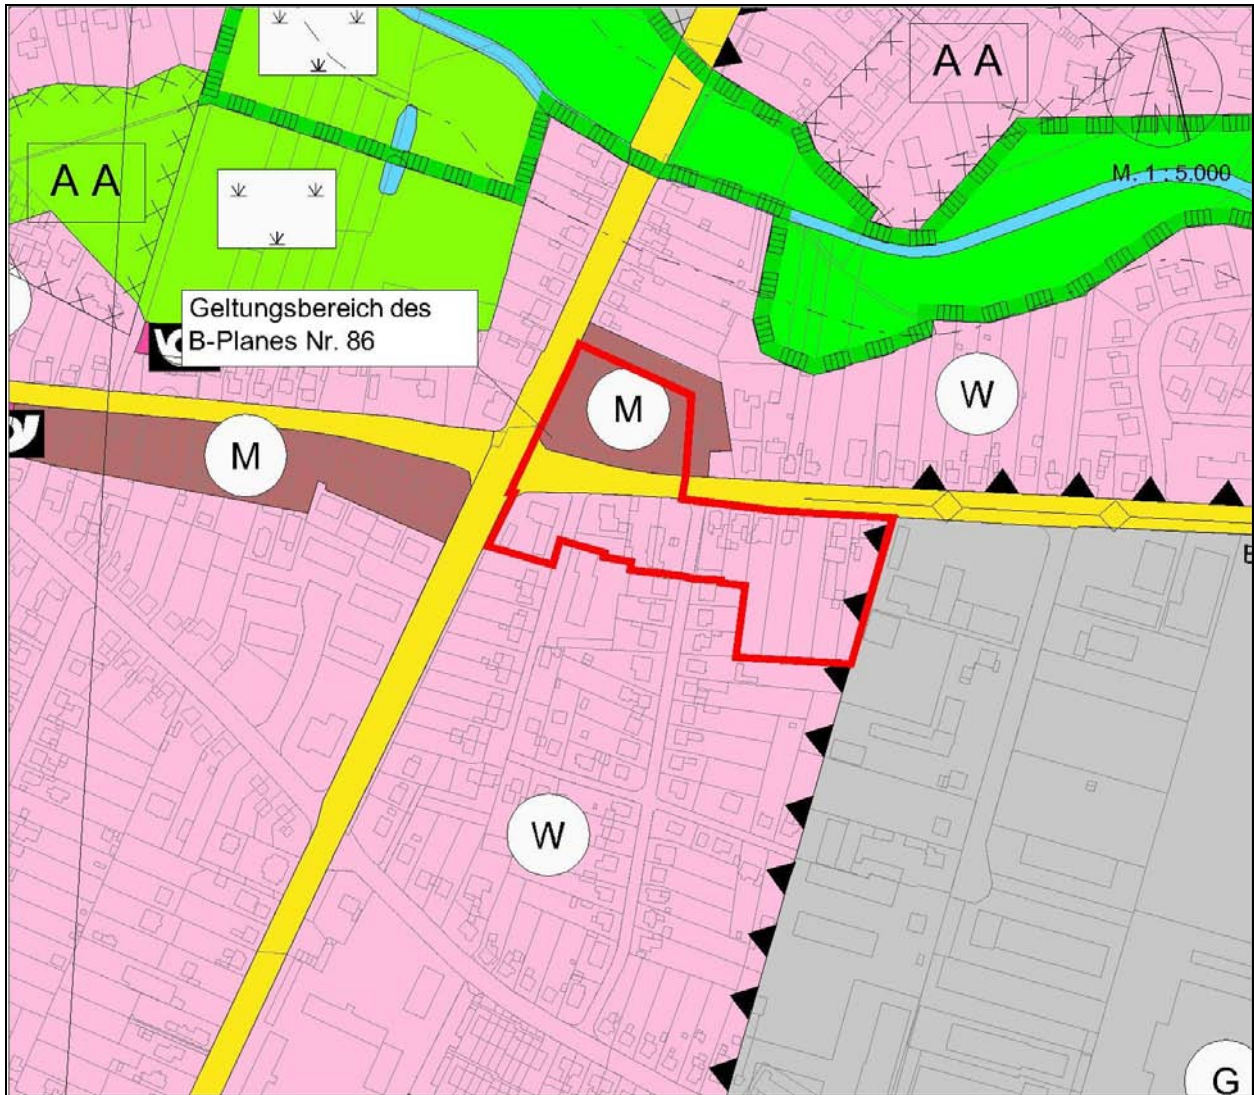 A A
N
M. 1 : 5.000
A A
Geltungsbereich des
B-Planes Nr. 86
M
W
M
W
G